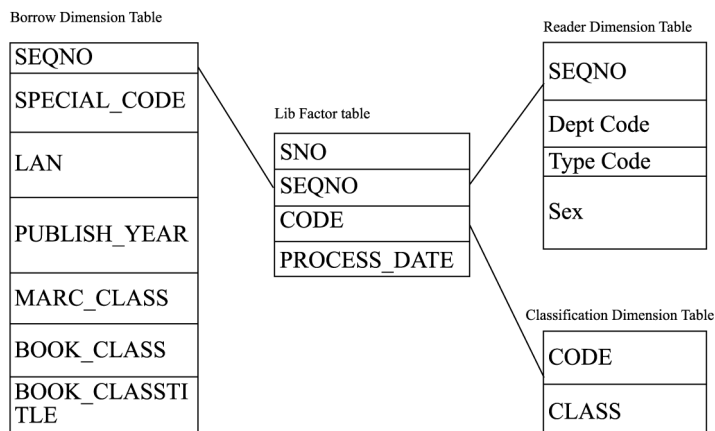 Borrow Dimension Table
SEQNO
SPECIAL_CODE
LAN
PUBLISH_YEAR
MARC_CLASS
BOOK_CLASS
BOOK_CLASSTI
TLE
Lib Factor table
SNO
SEQNO
CODE
PROCESS_DATE
Reader Dimension Table
SEQNO
Dept Code
Type Code
Sex
Classification Dimension Table
CODE
CLASS